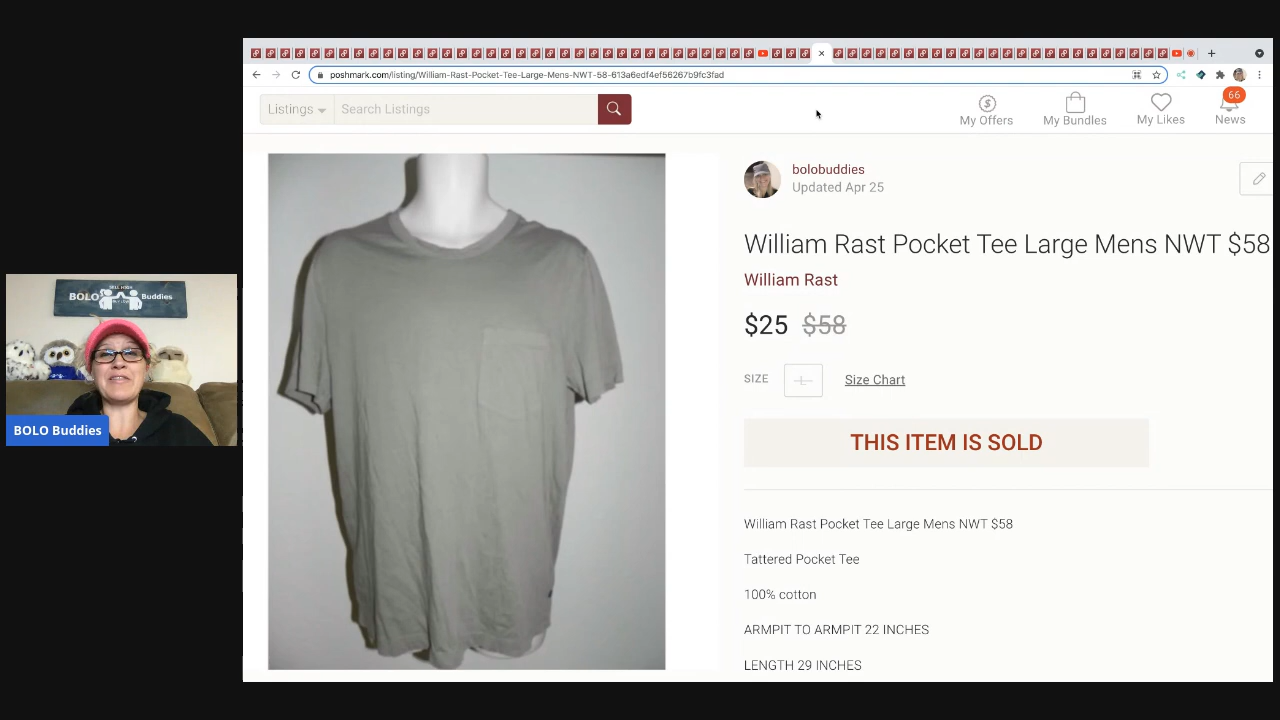 poshmark.com/listing/William-Rast-Pocket-Tee-Large-Mens-NWT-58-613a6edf4ef56267b9fc3fad
Listings
Search Listings
My Offers
My Bundles
My Likes
66
News
bolobuddies
Updated Apr 25
William Rast Pocket Tee Large Mens NWT $58
William Rast
$25 $58
SIZE
L
Size Chart
THIS ITEM IS SOLD
William Rast Pocket Tee Large Mens NWT $58
Tattered Pocket Tee
100% cotton
ARMPIT TO ARMPIT 22 INCHES
LENGTH 29 INCHES
SELL HIGH
BOLO Buddies
BOLO Buddies